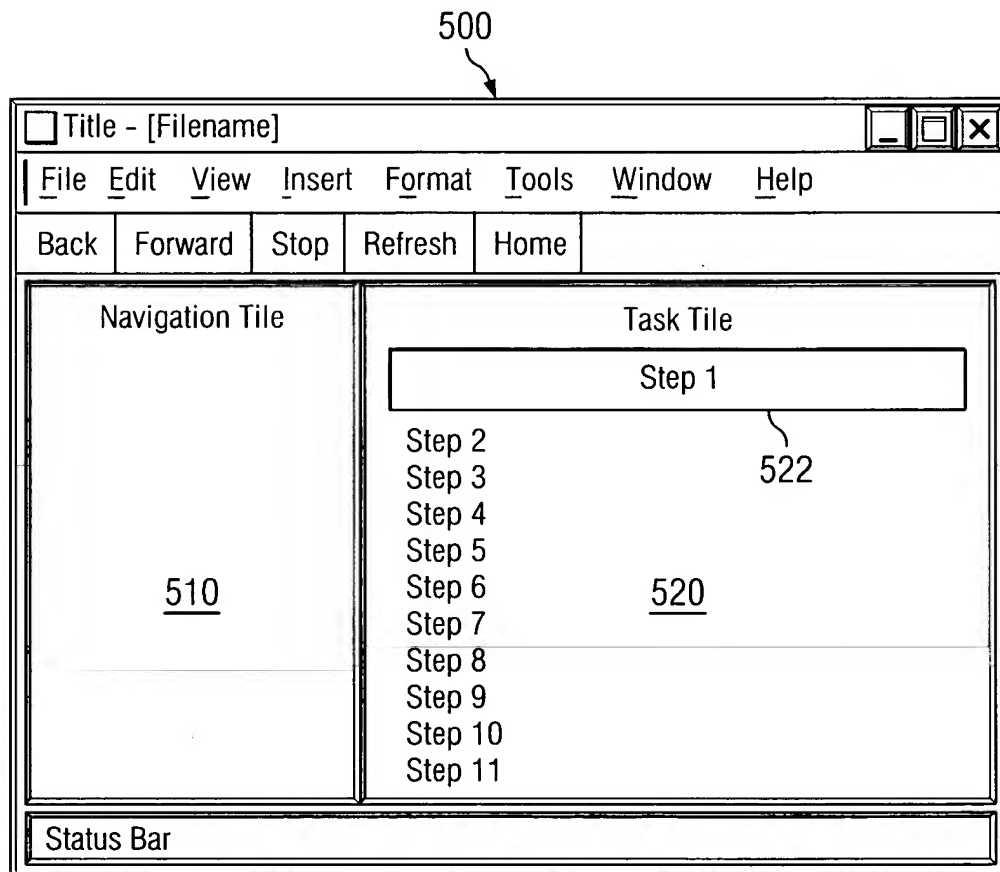 500
Title - [Filename]
File Edit View Insert Format Tools Window Help
Back Forward Stop Refresh Home
Navigation Tile
Task Tile
Step 1
522
Step 2
Step 3
Step 4
Step 5
Step 6
Step 7
Step 8
Step 9
Step 10
Step 11
510
520
Status Bar